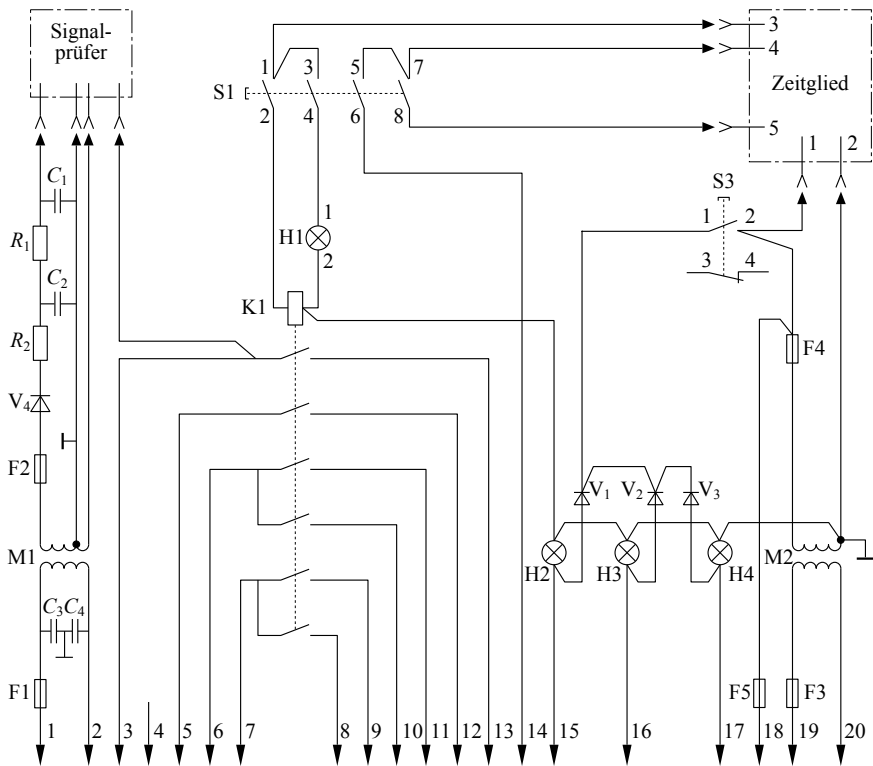 Signal-
prüfer
3
4
Zeitglied
5
1 2
1 3 5 7
S1
2 4 6 8
C1
R1
C2
R2
V4
F2
M1
C3 C4
F1
1
H1
2
K1
S3
1 2
3 4
F4
V1 V2 V3
H2 H3 H4 M2
F5 F3
1 2 3 4 5 6 7 8 9 10 11 12 13 14 15 16 17 18 19 20